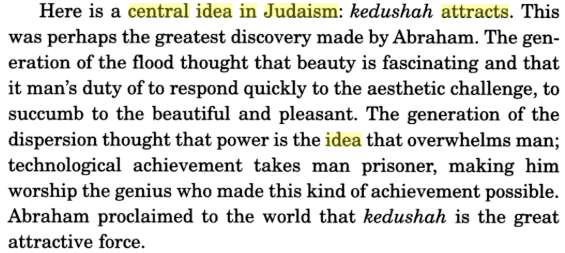 Here is a central idea in Judaism: kedushah attracts. This
was perhaps the greatest discovery made by Abraham. The gen-
eration of the flood thought that beauty is fascinating and that
it man's duty of to respond quickly to the aesthetic challenge, to
succumb to the beautiful and pleasant. The generation of the
dispersion thought that power is the idea that overwhelms man;
technological achievement takes man prisoner, making him
worship the genius who made this kind of achievement possible.
Abraham proclaimed to the world that kedushah is the great
attractive force.